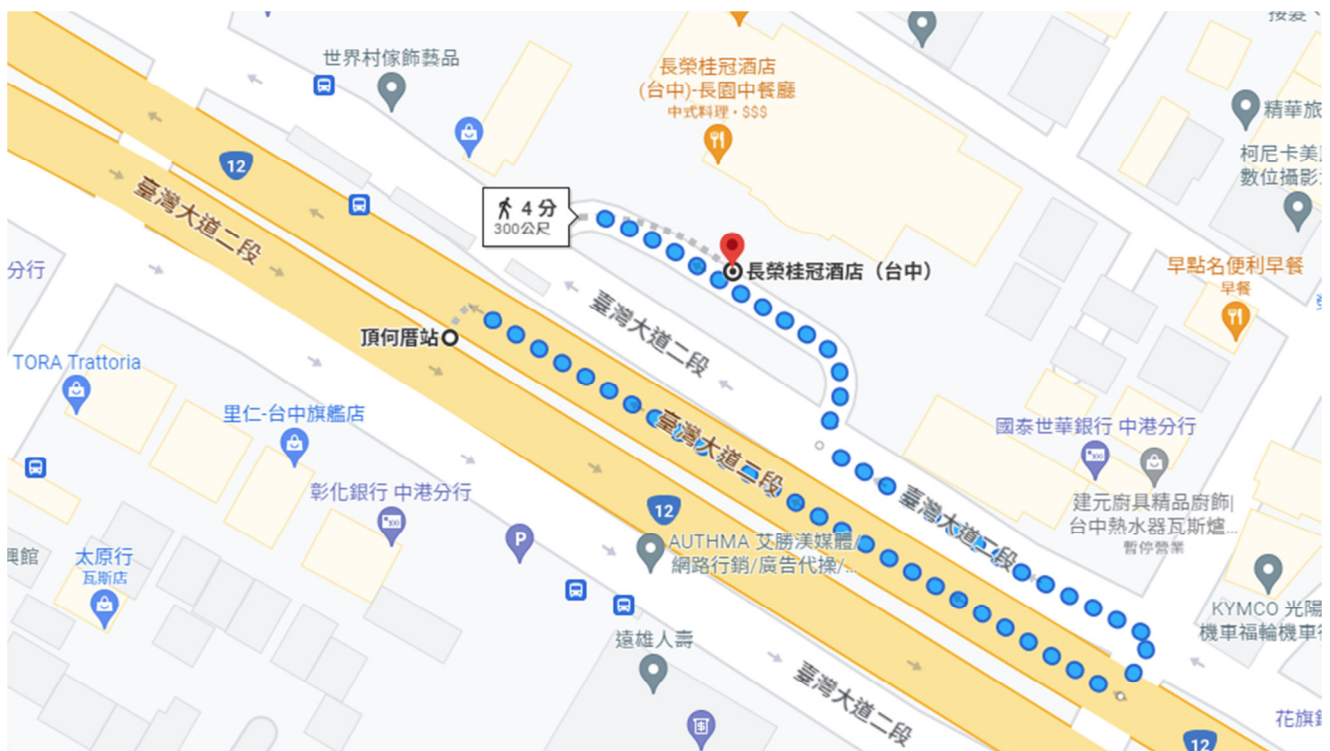 接髮、
世界村傢飾藝品
長榮桂冠酒店
(台中)-長園中餐廳
中式料理・$$$
精華旅
12
柯尼卡美
數位攝影
臺灣大道二段
4 分
300公尺
長榮桂冠酒店（台中）
分行
早點名便利早餐
早餐
臺灣大道二段
頂何厝站
TORA Trattoria
里仁-台中旗艦店
臺灣大道二段
國泰世華銀行 中港分行
彰化銀行 中港分行
100
100
臺灣大道二段
建元廚具精品廚飾|
台中熱水器瓦斯爐...
暫停營業
12
P
AUTHMA 艾勝渼媒體/
網路行銷/廣告代操/...
興館
太原行
瓦斯店
KYMCO 光陽
機車福輪機車行
遠雄人壽
臺灣大道二段
花旗銀
12